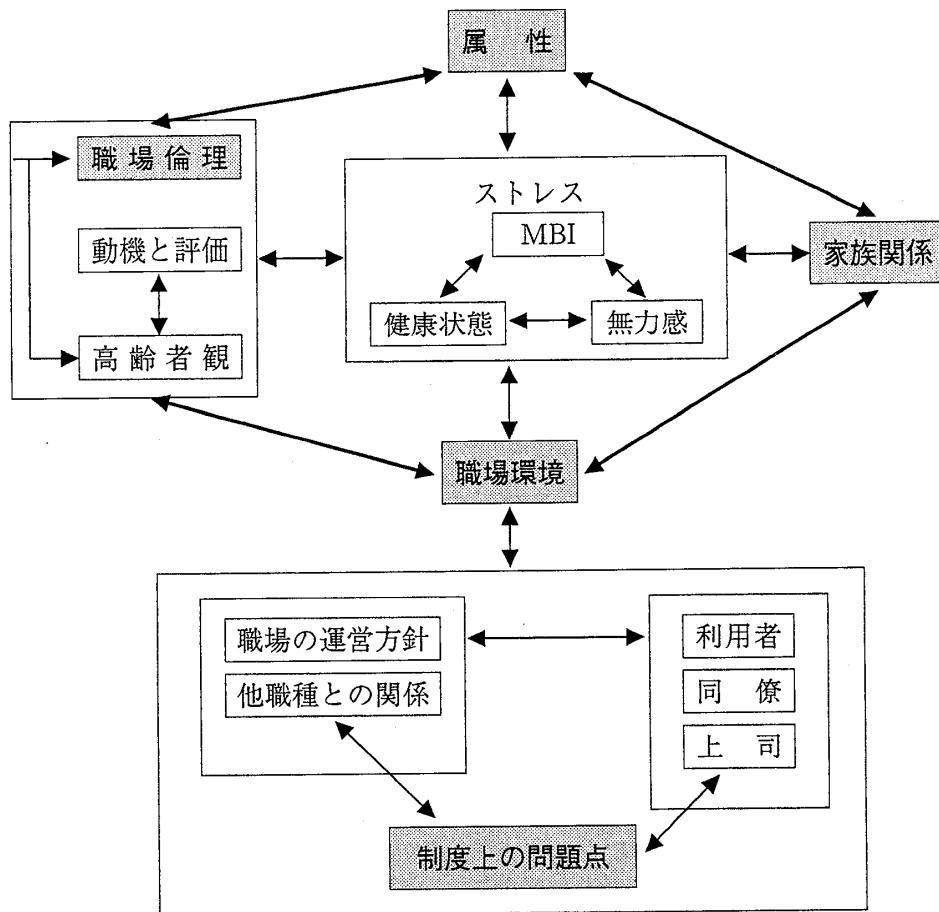 属 性
職場倫理
動機と評価
高齢者観
ストレス
MBI
健康状態
無力感
家族関係
職場環境
職場の運営方針
他職種との関係
利用者
同 僚
上 司
制度上の問題点